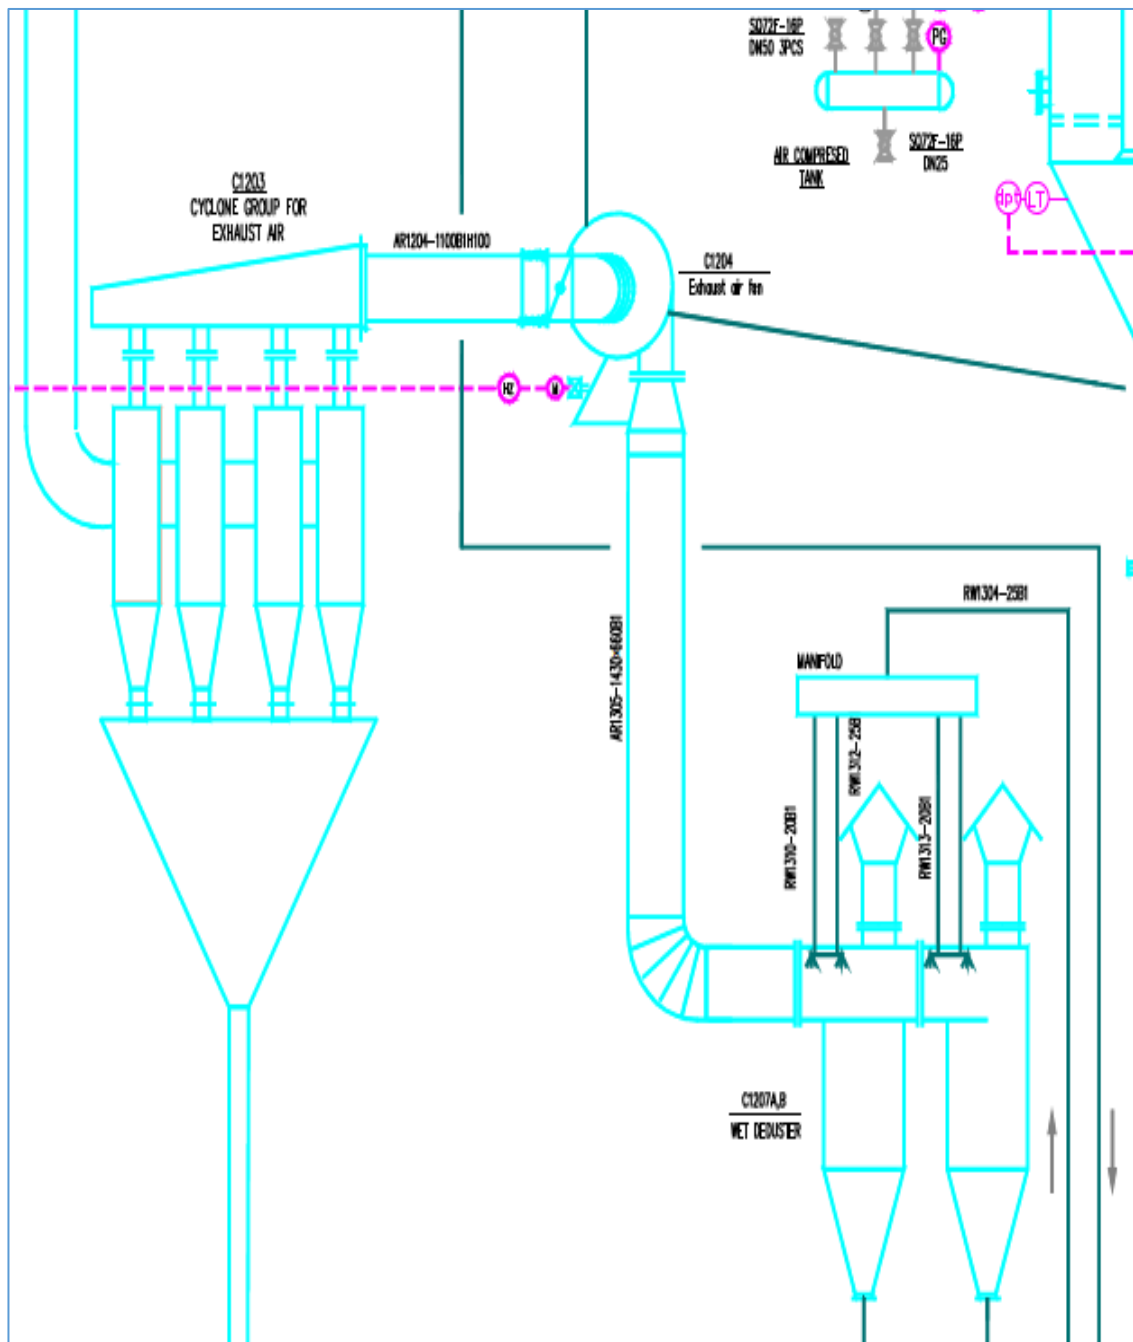 SQ72F-16P
DN50 3PCS
PG
AIR COMPRESED
TANK
SQ72F-16P
DN25
dpt
LT
C1203
CYCLONE GROUP FOR
EXHAUST AIR
AR1204-1100B1H100
C1204
Exhaust air fan
HZ
M
RW1304-25B1
MANIFOLD
AR1305-1430×660B1
RW1312-25B
RW1310-20B1
RW1313-20B1
C1207A,B
WET DEDUSTER